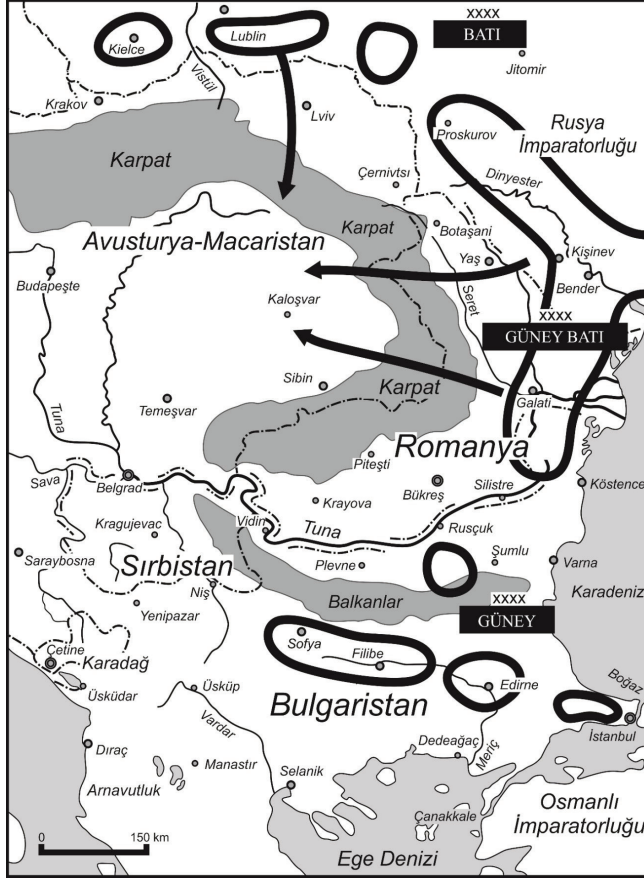 XXXX
BATI
Kielce
Lublin
Jitomir
Krakov
Vistül
Lviv
Proskurov
Rusya
İmparatorluğu
Karpat
Çernivtsı
Dinyester
Karpat
Botaşani
Avusturya-Macaristan
Yaş
Kişinev
Bender
Budapeşte
Seret
XXXX
GÜNEY BATI
Kaloşvar
Sibin
Karpat
Galati
Temeşvar
Tuna
Romanya
Piteşti
Sava
Belgrad
Bükreş
Silistre
Köstence
Krayova
Kragujevac
Vidin
Tuna
Rusçuk
Saraybosna
Sırbistan
Plevne
Şumlu
Varna
Niş
Karadeniz
Yenipazar
Balkanlar
XXXX
GÜNEY
Sofya
Filibe
Çetine
Karadağ
Edirne
Boğaz
Üsküdar
Üsküp
Bulgaristan
İstanbul
Vardar
Dıraç
Manastır
Dedeağaç
Meriç
Arnavutluk
Selanik
Osmanlı
İmparatorluğu
Çanakkale
0 150 km
Ege Denizi